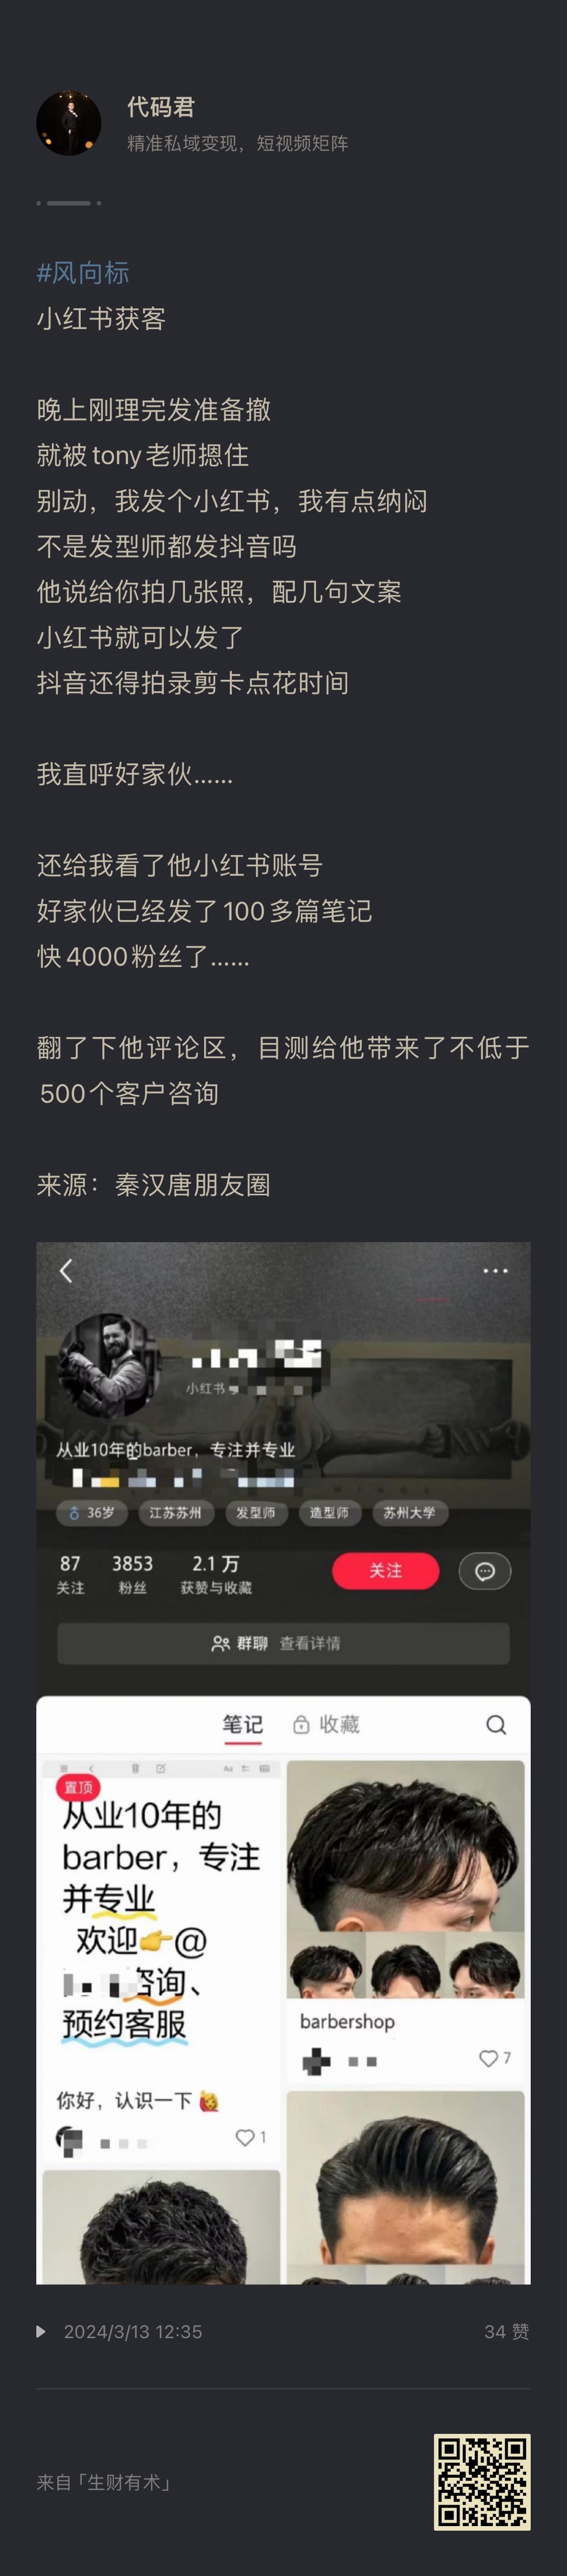 代码君
精准私域变现，短视频矩阵
#风向标
小红书获客
晚上刚理完发准备撤
就被tony老师摁住
别动，我发个小红书，我有点纳闷
不是发型师都发抖音吗
他说给你拍几张照，配几句文案
小红书就可以发了
抖音还得拍录剪卡点花时间
我直呼好家伙……
还给我看了他小红书账号
好家伙已经发了100多篇笔记
快4000粉丝了……
翻了下他评论区，目测给他带来了不低于
500个客户咨询
来源：秦汉唐朋友圈
小红书
从业10年的barber，专注并专业
36岁 江苏苏州 发型师 造型师 苏州大学
87 3853 2.1 万
关注 粉丝 获赞与收藏
关注
群聊 查看详情
笔记 收藏
置顶
从业10年的
barber，专注
并专业
欢迎👉@
咨询、
预约客服
你好，认识一下 🙋
1
barbershop
7
2024/3/13 12:35 34 赞
来自「生财有术」